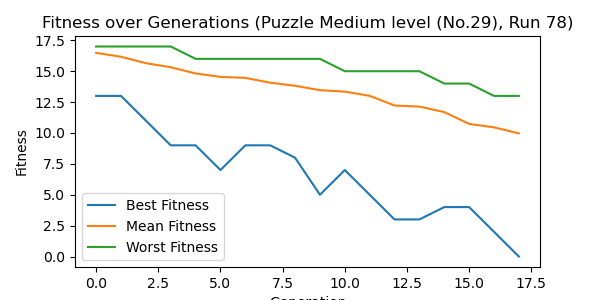 Fitness over Generations (Puzzle Medium level (No.29), Run 78)
17.5
15.0
12.5
10.0
7.5
5.0
2.5
0.0
Fitness
Best Fitness
Mean Fitness
Worst Fitness
0.0 2.5 5.0 7.5 10.0 12.5 15.0 17.5
Generation